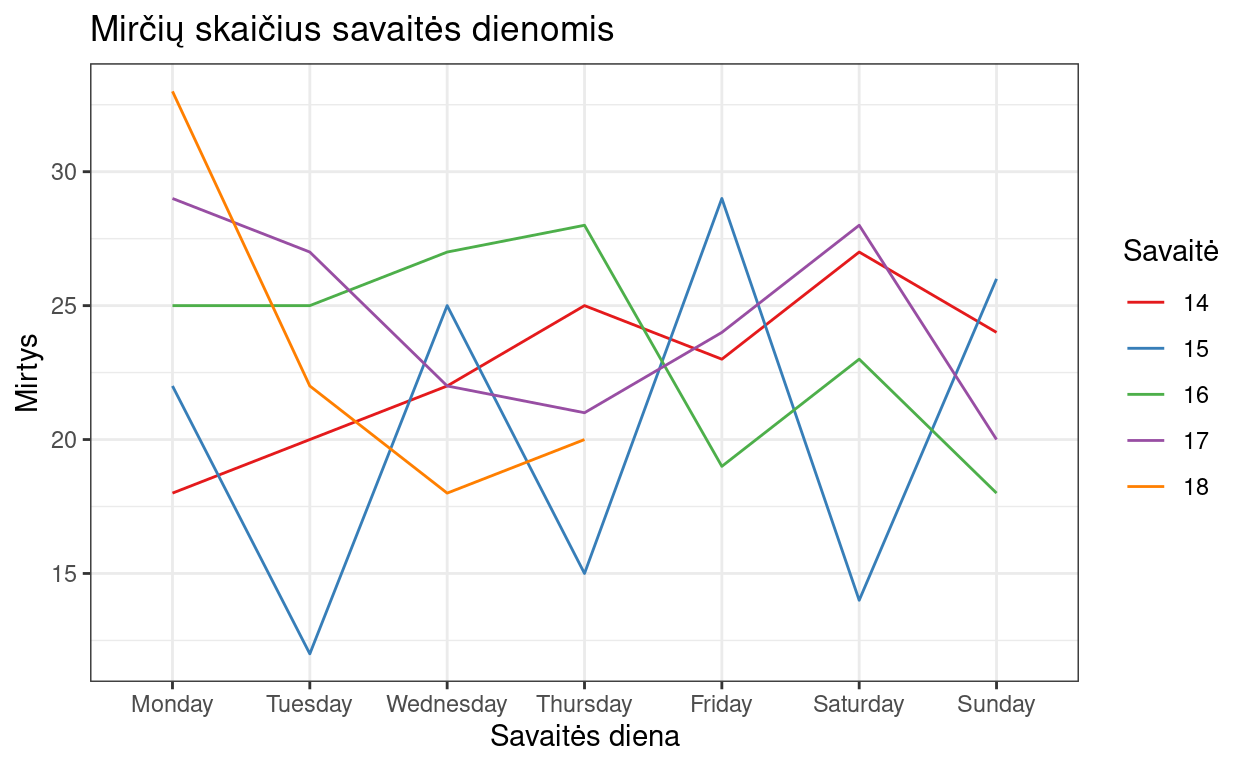 Mirčių skaičius savaitės dienomis
Mirtys
30
25
20
15
Monday Tuesday Wednesday Thursday Friday Saturday Sunday
Savaitės diena
Savaitė
14
15
16
17
18